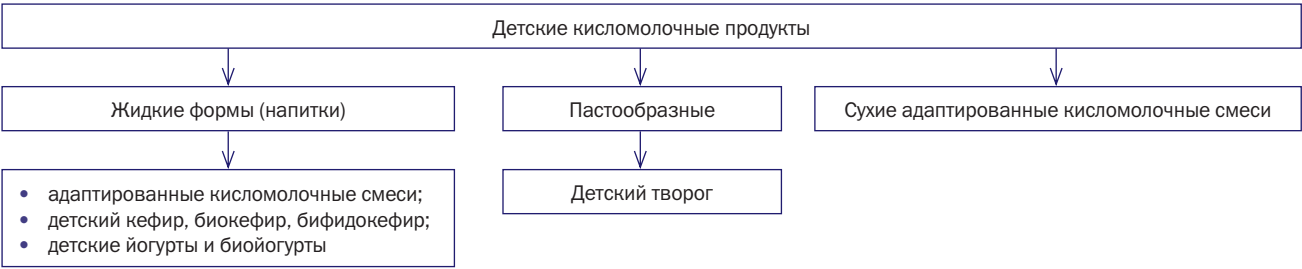 Детские кисломолочные продукты
Жидкие формы (напитки)
Пастообразные
Сухие адаптированные кисломолочные смеси
• адаптированные кисломолочные смеси;
• детский кефир, биокефир, бифидокефир;
• детские йогурты и биойогурты
Детский творог